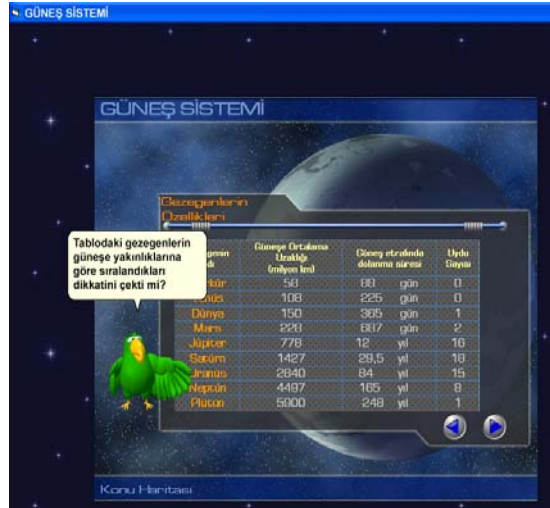 GÜNEŞ SİSTEMİ
GÜNEŞ SİSTEMİ
Gezegenlerin
Özellikleri
Tablodaki gezegenlerin
güneşe yakınlıklarına
göre sıralandıkları
dikkatini çekti mi?
Güneşe Ortalama Uzaklığı (milyon km) Güneş etrafında dolanma süresi Uydu Sayısı
58 88 gün 0
108 225 gün 0
Dünya 150 365 gün 1
Mars 228 687 gün 2
Jüpiter 778 12 yıl 16
Satürn 1427 29,5 yıl 18
Uranüs 2840 84 yıl 15
Neptün 4497 165 yıl 8
Plüton 5900 248 yıl 1
Konu Haritası